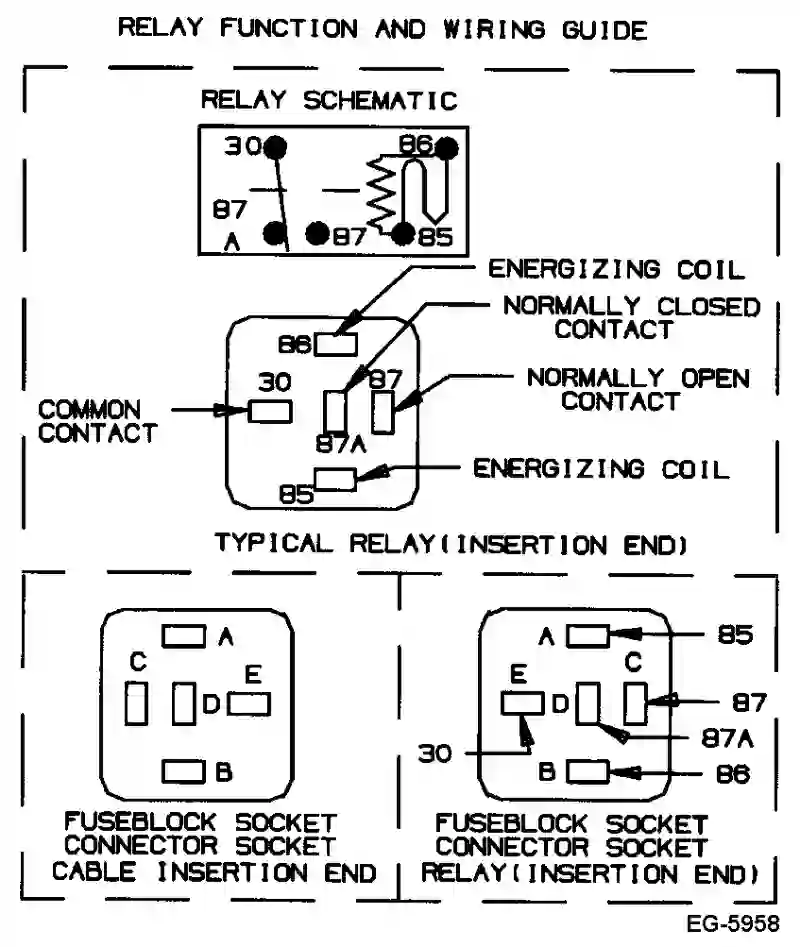 RELAY FUNCTION AND WIRING GUIDE
RELAY SCHEMATIC
30
86
87
A
87
85
ENERGIZING COIL
NORMALLY CLOSED
CONTACT
86
30
87
NORMALLY OPEN
CONTACT
COMMON
CONTACT
87A
ENERGIZING COIL
85
TYPICAL RELAY(INSERTION END)
A
C
E
D
B
FUSEBLOCK SOCKET
CONNECTOR SOCKET
CABLE INSERTION END
A
85
E
C
D
87
87A
30
B
86
FUSEBLOCK SOCKET
CONNECTOR SOCKET
RELAY(INSERTION END)
EG-5958